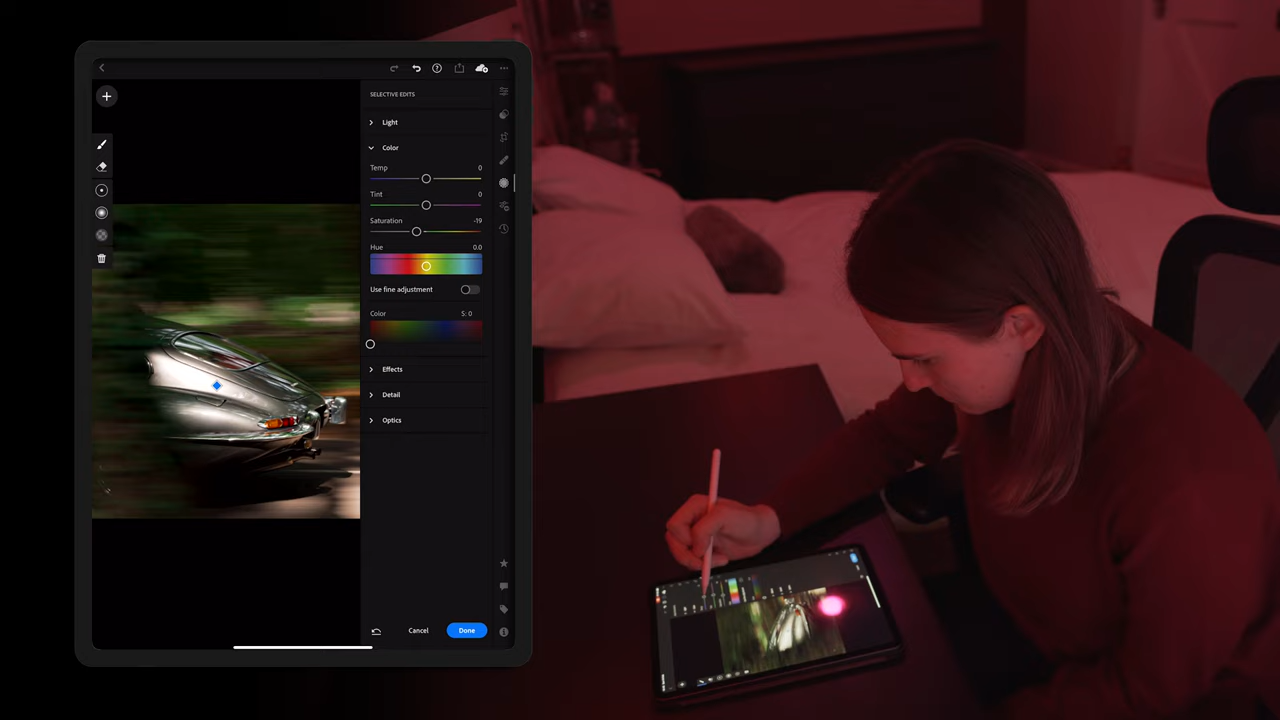 SELECTIVE EDITS
Light
Color
Temp 0
Tint 0
Saturation -19
Hue 0.0
Use fine adjustment
Color S: 0
Effects
Detail
Optics
Cancel Done